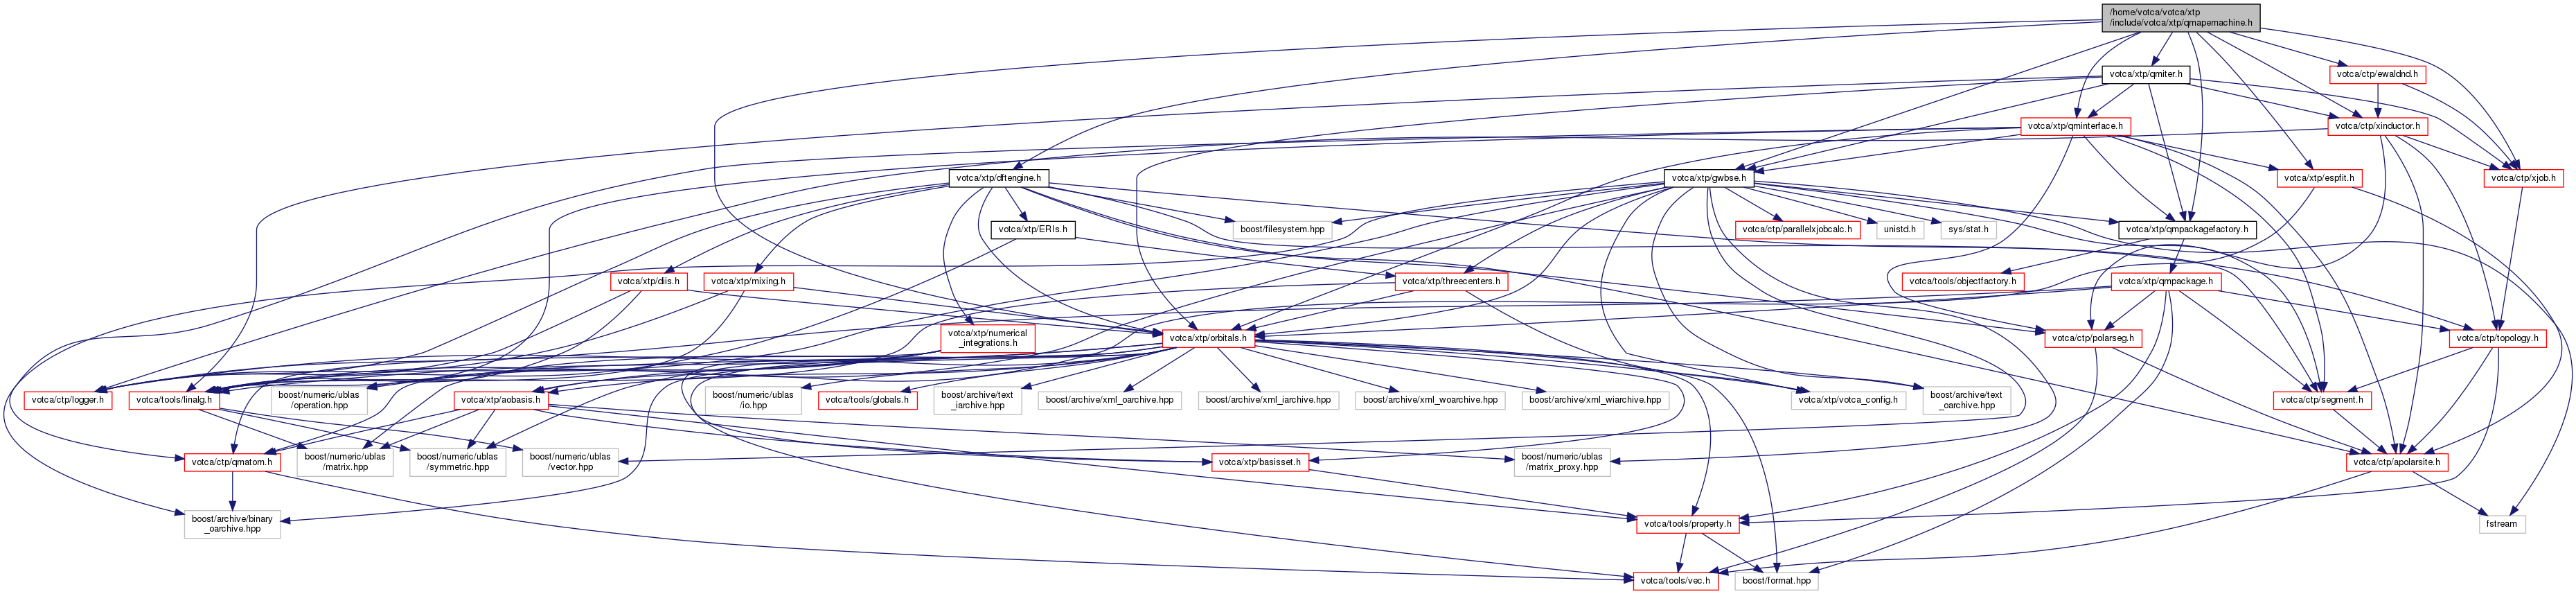 /home/votca/votca/xtp
/include/votca/xtp/qmapemachine.h
votca/xtp/qmiter.h
votca/ctp/ewaldnd.h
votca/xtp/qminterface.h
votca/ctp/xinductor.h
votca/xtp/dftengine.h
votca/xtp/gwbse.h
votca/xtp/espfit.h
votca/ctp/xjob.h
votca/xtp/ERIs.h
boost/filesystem.hpp
votca/ctp/parallelxjobcalc.h
unistd.h
sys/stat.h
votca/xtp/qmpackagefactory.h
votca/xtp/diis.h
votca/xtp/mixing.h
votca/xtp/threecenters.h
votca/tools/objectfactory.h
votca/xtp/qmpackage.h
votca/xtp/numerical
_integrations.h
votca/xtp/orbitals.h
votca/ctp/polarseg.h
votca/ctp/topology.h
votca/ctp/logger.h
votca/tools/linalg.h
boost/numeric/ublas
/operation.hpp
votca/xtp/aobasis.h
boost/numeric/ublas
/io.hpp
votca/tools/globals.h
boost/archive/text
_iarchive.hpp
boost/archive/xml_oarchive.hpp
boost/archive/xml_iarchive.hpp
boost/archive/xml_woarchive.hpp
boost/archive/xml_wiarchive.hpp
votca/xtp/votca_config.h
boost/archive/text
_oarchive.hpp
votca/ctp/segment.h
votca/ctp/qmatom.h
boost/numeric/ublas
/matrix.hpp
boost/numeric/ublas
/symmetric.hpp
boost/numeric/ublas
/vector.hpp
votca/xtp/basisset.h
boost/numeric/ublas
/matrix_proxy.hpp
votca/ctp/apolarsite.h
boost/archive/binary
_oarchive.hpp
votca/tools/property.h
fstream
votca/tools/vec.h
boost/format.hpp